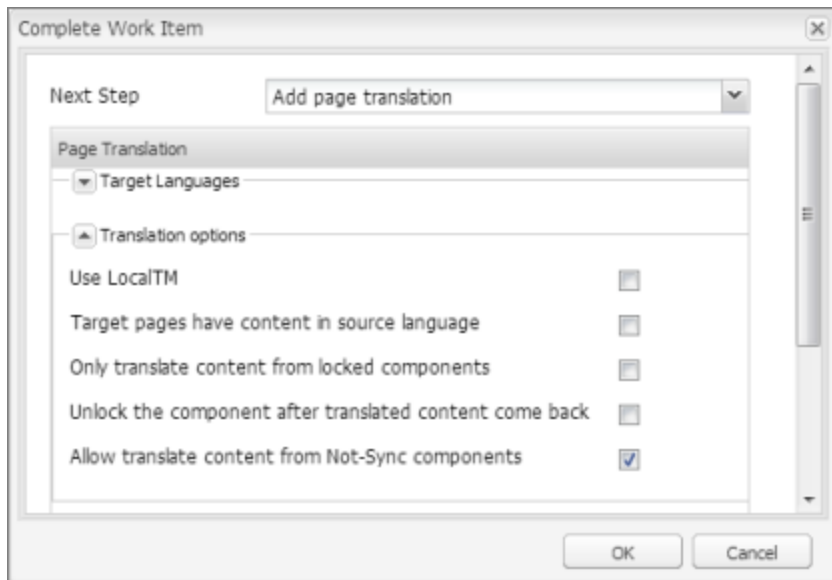 Complete Work Item
Next Step Add page translation
Page Translation
Target Languages
Translation options
Use LocalTM
Target pages have content in source language
Only translate content from locked components
Unlock the component after translated content come back
Allow translate content from Not-Sync components
OK Cancel